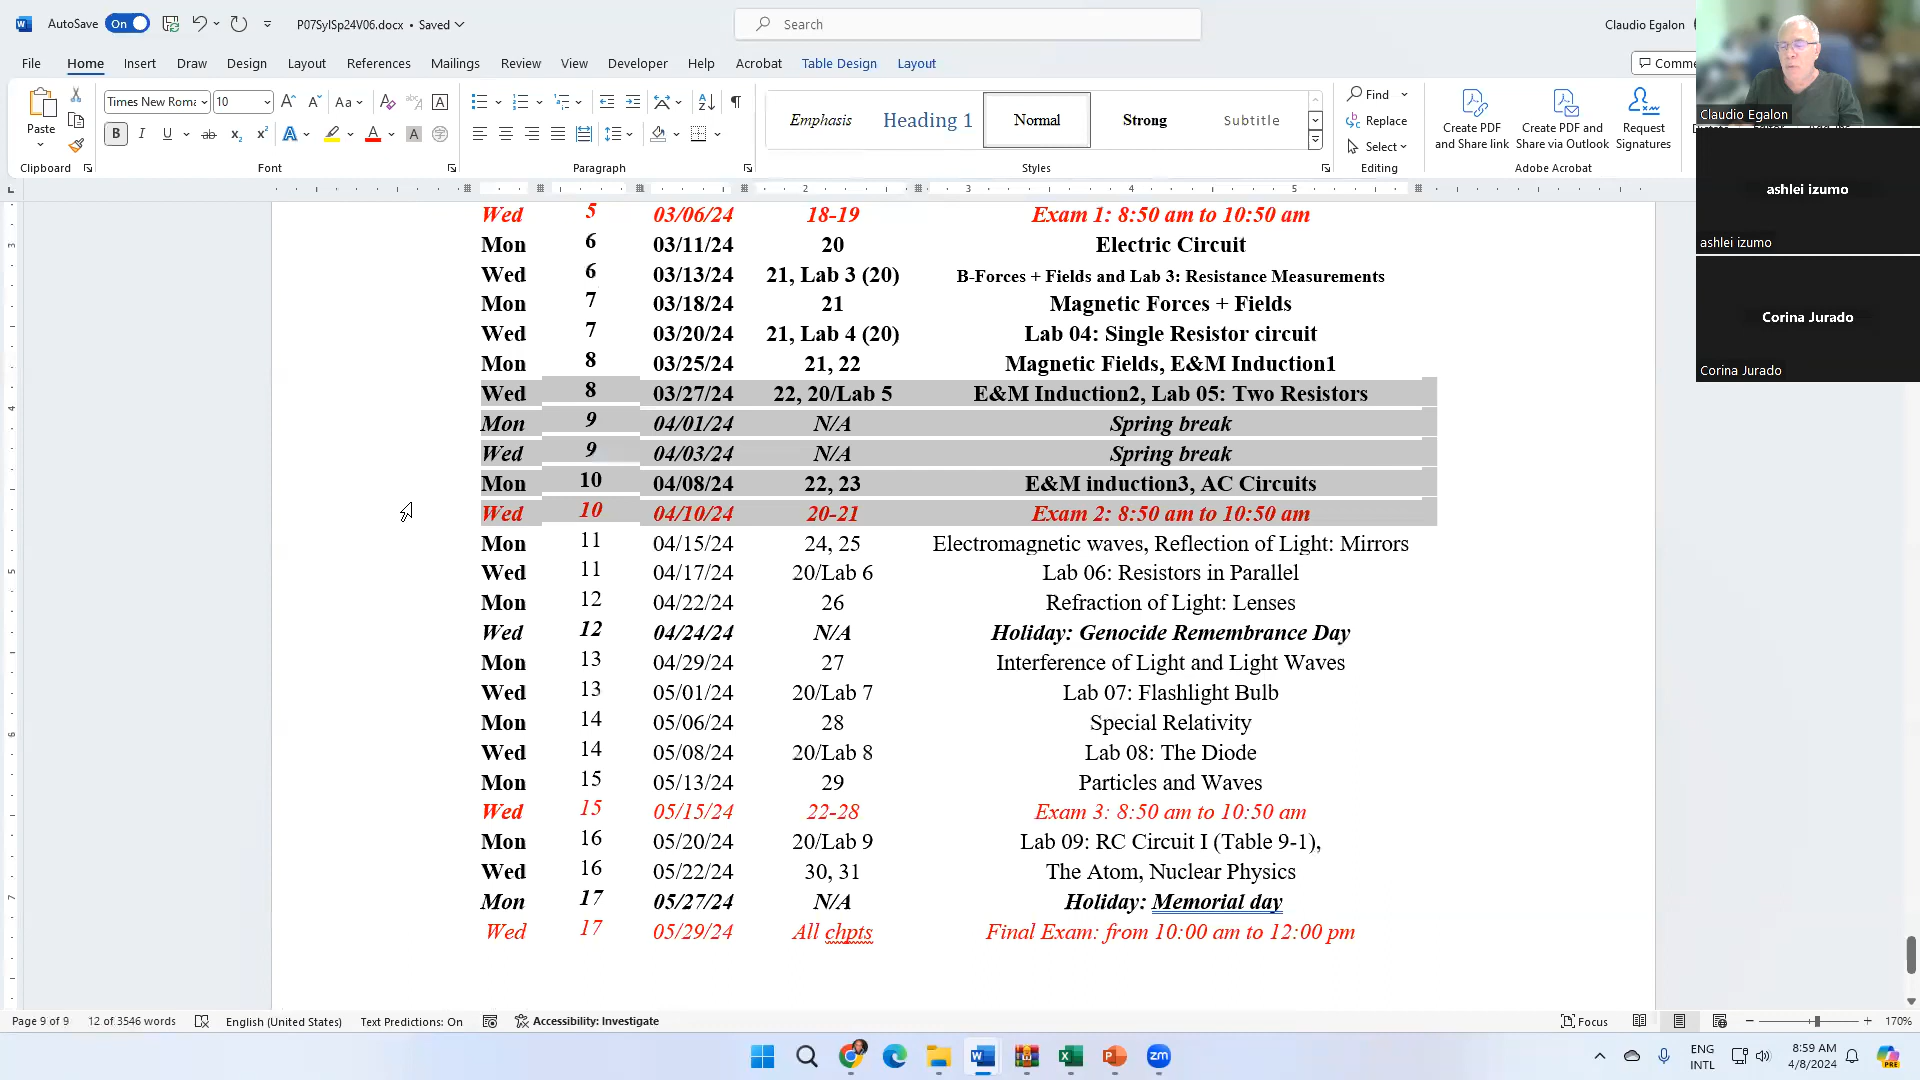 AutoSave On P07SylSp24V06.docx • Saved Search Claudio Egalon
File Home Insert Draw Design Layout References Mailings Review View Developer Help Acrobat Table Design Layout Comme
Times New Roma 10 Aa Find
Paste Emphasis Heading 1 Normal Strong Subtitle Replace Create PDF and Share link Create PDF and Share via Outlook Request Signatures
B I U ab x₂ x² A Select
Clipboard Font Paragraph Styles Editing Adobe Acrobat
Claudio Egalon
ashlei izumo
ashlei izumo
Corina Jurado
Corina Jurado
2 3 4 5
Wed 5 03/06/24 18-19 Exam 1: 8:50 am to 10:50 am
Mon 6 03/11/24 20 Electric Circuit
Wed 6 03/13/24 21, Lab 3 (20) B-Forces + Fields and Lab 3: Resistance Measurements
Mon 7 03/18/24 21 Magnetic Forces + Fields
Wed 7 03/20/24 21, Lab 4 (20) Lab 04: Single Resistor circuit
Mon 8 03/25/24 21, 22 Magnetic Fields, E&M Induction1
Wed 8 03/27/24 22, 20/Lab 5 E&M Induction2, Lab 05: Two Resistors
Mon 9 04/01/24 N/A Spring break
Wed 9 04/03/24 N/A Spring break
Mon 10 04/08/24 22, 23 E&M induction3, AC Circuits
Wed 10 04/10/24 20-21 Exam 2: 8:50 am to 10:50 am
Mon 11 04/15/24 24, 25 Electromagnetic waves, Reflection of Light: Mirrors
Wed 11 04/17/24 20/Lab 6 Lab 06: Resistors in Parallel
Mon 12 04/22/24 26 Refraction of Light: Lenses
Wed 12 04/24/24 N/A Holiday: Genocide Remembrance Day
Mon 13 04/29/24 27 Interference of Light and Light Waves
Wed 13 05/01/24 20/Lab 7 Lab 07: Flashlight Bulb
Mon 14 05/06/24 28 Special Relativity
Wed 14 05/08/24 20/Lab 8 Lab 08: The Diode
Mon 15 05/13/24 29 Particles and Waves
Wed 15 05/15/24 22-28 Exam 3: 8:50 am to 10:50 am
Mon 16 05/20/24 20/Lab 9 Lab 09: RC Circuit I (Table 9-1),
Wed 16 05/22/24 30, 31 The Atom, Nuclear Physics
Mon 17 05/27/24 N/A Holiday: Memorial day
Wed 17 05/29/24 All chpts Final Exam: from 10:00 am to 12:00 pm
Page 9 of 9 12 of 3546 words English (United States) Text Predictions: On Accessibility: Investigate Focus 170%
zm ENG INTL 8:59 AM 4/8/2024 PRE